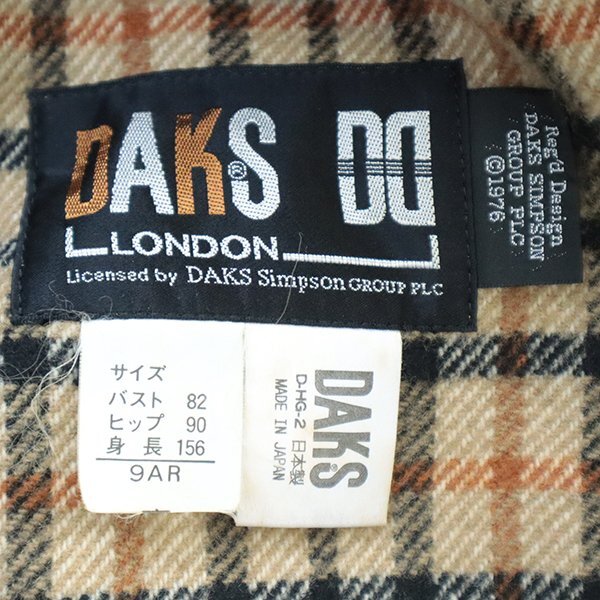 DAKS®
LONDON
Licensed by DAKS Simpson GROUP PLC
Reg'd Design
DAKS SIMPSON
GROUP PLC
©1976
サイズ
バスト 82
ヒップ 90
身長 156
9AR
DAKS®
D-HG-2 日本製
MADE IN JAPAN